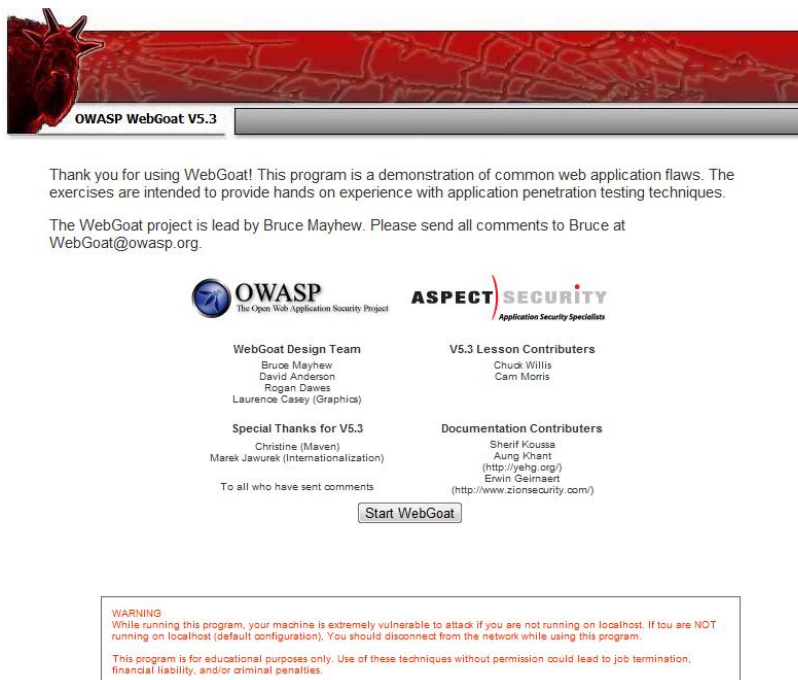 OWASP WebGoat V5.3
Thank you for using WebGoat! This program is a demonstration of common web application flaws. The
exercises are intended to provide hands on experience with application penetration testing techniques.
The WebGoat project is lead by Bruce Mayhew. Please send all comments to Bruce at
WebGoat@owasp.org.
OWASP
The Open Web Application Security Project
ASPECT SECURITY
Application Security Specialists
WebGoat Design Team
Bruce Mayhew
David Anderson
Rogan Dawes
Laurence Casey (Graphics)
V5.3 Lesson Contributers
Chuck Willis
Cam Morris
Special Thanks for V5.3
Christine (Maven)
Marek Jawurek (Internationalization)
To all who have sent comments
Documentation Contributers
Sherif Koussa
Aung Khant
(http://yehg.org/)
Erwin Geirnaert
(http://www.zionsecurity.com/)
Start WebGoat
WARNING
While running this program, your machine is extremely vulnerable to attack if you are not running on localhost. If tou are NOT
running on localhost (default configuration), You should disconnect from the network while using this program.
This program is for educational purposes only. Use of these techniques without permission could lead to job termination,
financial liability, and/or criminal penalties.